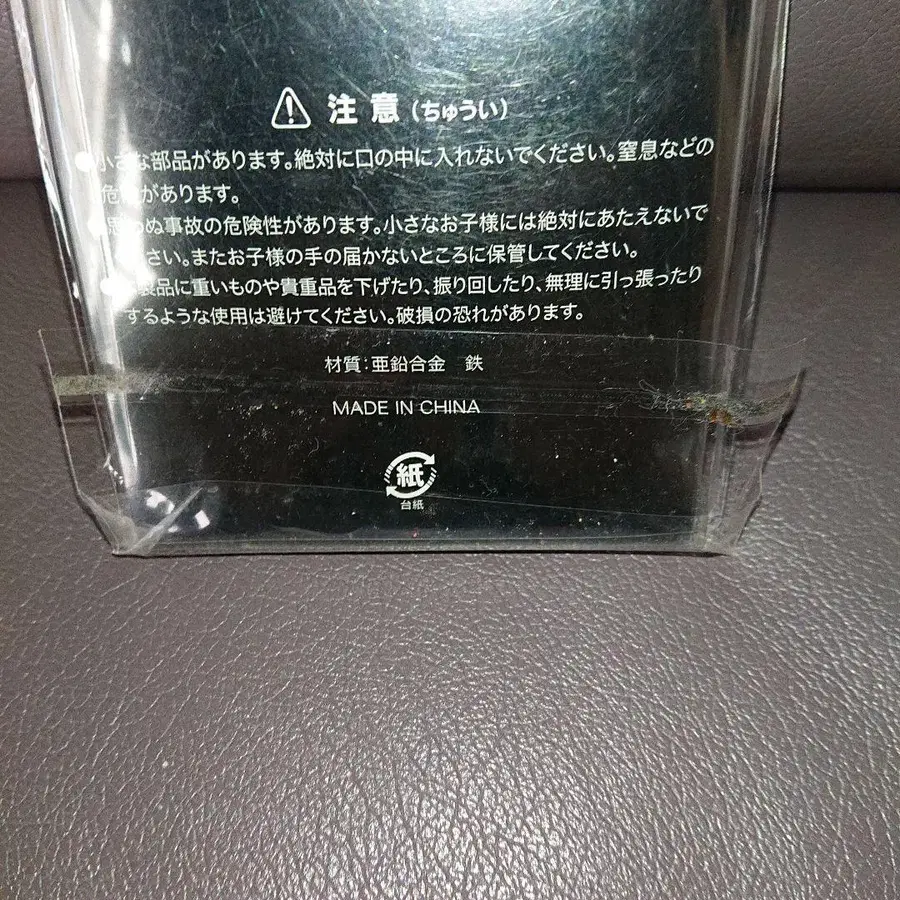 注意(ちゅうい)
●小さな部品があります。絶対に口の中に入れないでください。窒息などの
危険があります。
●思わぬ事故の危険性があります。小さなお子様には絶対にあたえないで
ださい。またお子様の手の届かないところに保管してください。
●本製品に重いものや貴重品を下げたり、振り回したり、無理に引っ張ったり
するような使用は避けてください。破損の恐れがあります。
材質:亜鉛合金 鉄
MADE IN CHINA
紙
台紙